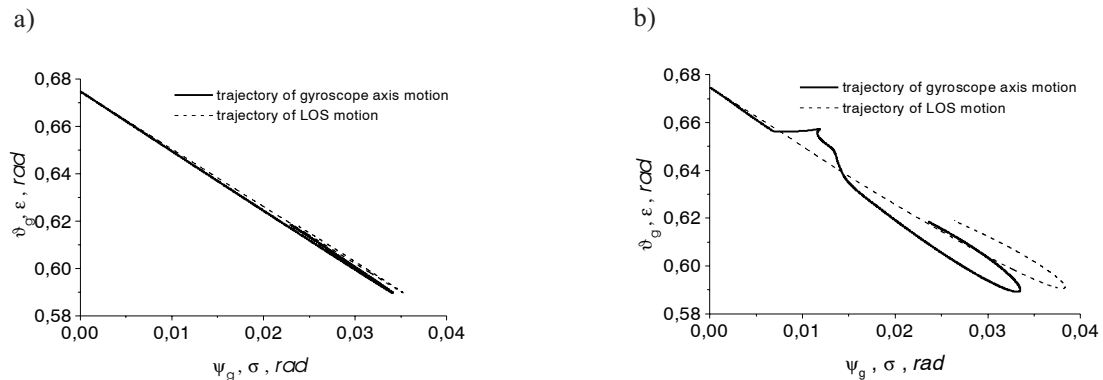 a)
0,68
0,66
0,64
0,62
0,60
0,58
ϑg, ε, rad
trajectory of gyroscope axis motion
trajectory of LOS motion
0,00 0,01 0,02 0,03 0,04
ψg, σ, rad
b)
0,68
0,66
0,64
0,62
0,60
0,58
ϑg, ε, rad
trajectory of gyroscope axis motion
trajectory of LOS motion
0,00 0,01 0,02 0,03 0,04
ψg , σ , rad